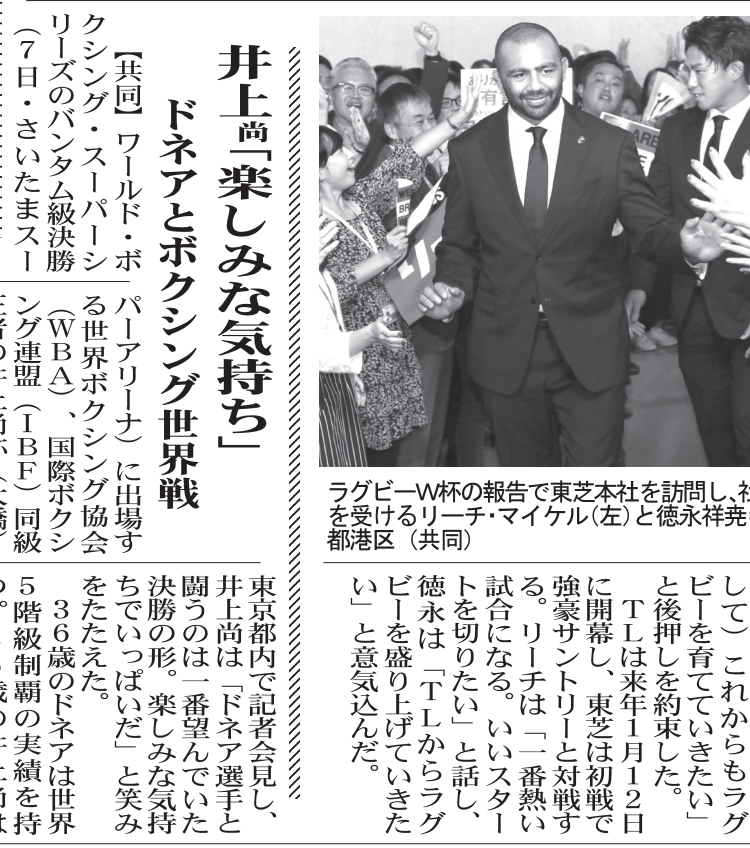 ラグビーW杯の報告で東芝本社を訪問し、社
を受けるリーチ・マイケル(左)と徳永祥尭
都港区(共同)
して)これからもラグ
ビーを育てていきたい」
と後押しを約束した。
TLは来年1月12日
に開幕し、東芝は初戦で
強豪サントリーと対戦す
る。リーチは「一番熱い
試合になる。いいスター
トを切りたい」と話し、
徳永は「TLからラグ
ビーを盛り上げていきた
い」と意気込んだ。
井上尚「楽しみな気持ち」
ドネアとボクシング世界戦
【共同】ワールド・ボ
クシング・スーパーシ
リーズのバンタム級決勝
(7日・さいたまスー
パーアリーナ)に出場す
る世界ボクシング協会
(WBA)、国際ボクシ
ング連盟(IBF)同級
東京都内で記者会見し、
井上尚は「ドネア選手と
闘うのは一番望んでいた
決勝の形。楽しみな気持
ちでいっぱいだ」と笑み
をたたえた。
36歳のドネアは世界
5階級制覇の実績を持